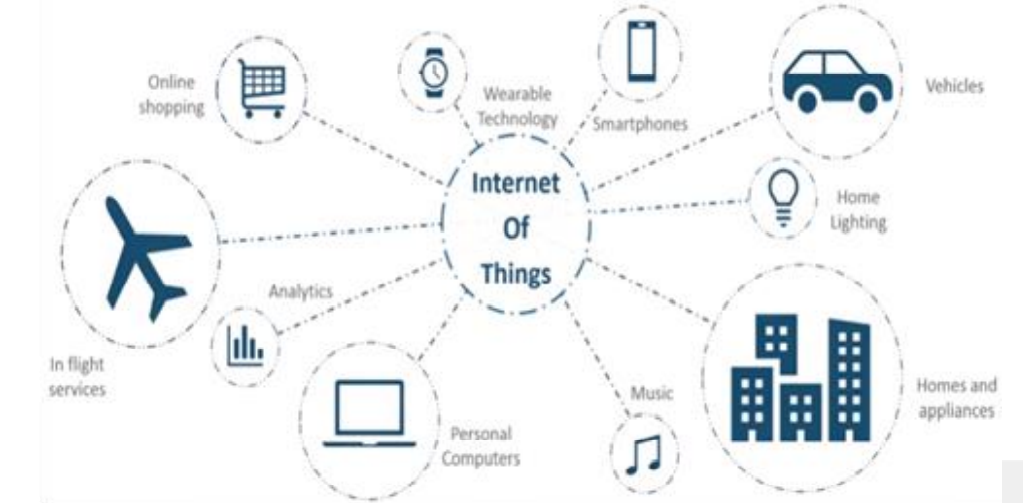 Online
shopping
Wearable
Technology
Smartphones
Vehicles
Internet
Of
Things
Home
Lighting
Analytics
In flight
services
Personal
Computers
Music
Homes and
appliances